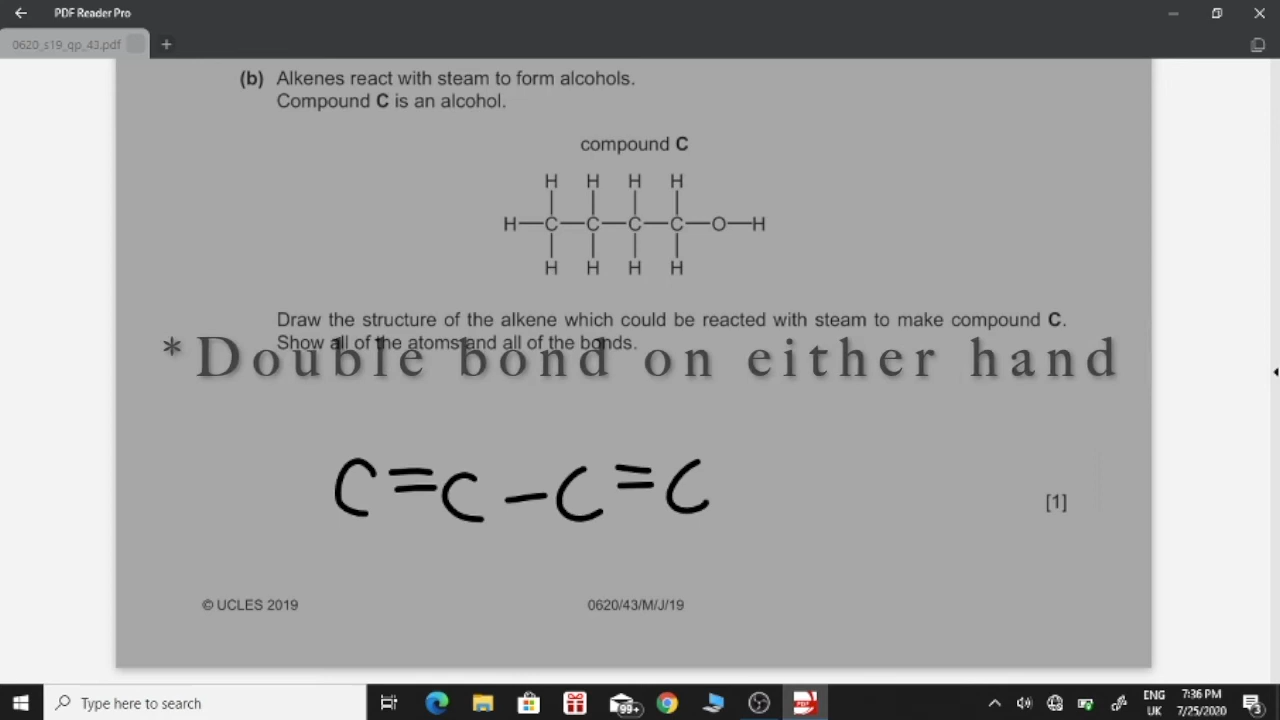 PDF Reader Pro
0620_s19_qp_43.pdf
(b) Alkenes react with steam to form alcohols.
Compound C is an alcohol.
compound C
H H H H
H—C—C—C—C—O—H
H H H H
Draw the structure of the alkene which could be reacted with steam to make compound C.
Show all of the atoms and all of the bonds.
*Double bond on either hand
C=C-C=C
[1]
© UCLES 2019 0620/43/M/J/19
Type here to search
99+
ENG 7:36 PM
UK 7/25/2020
3